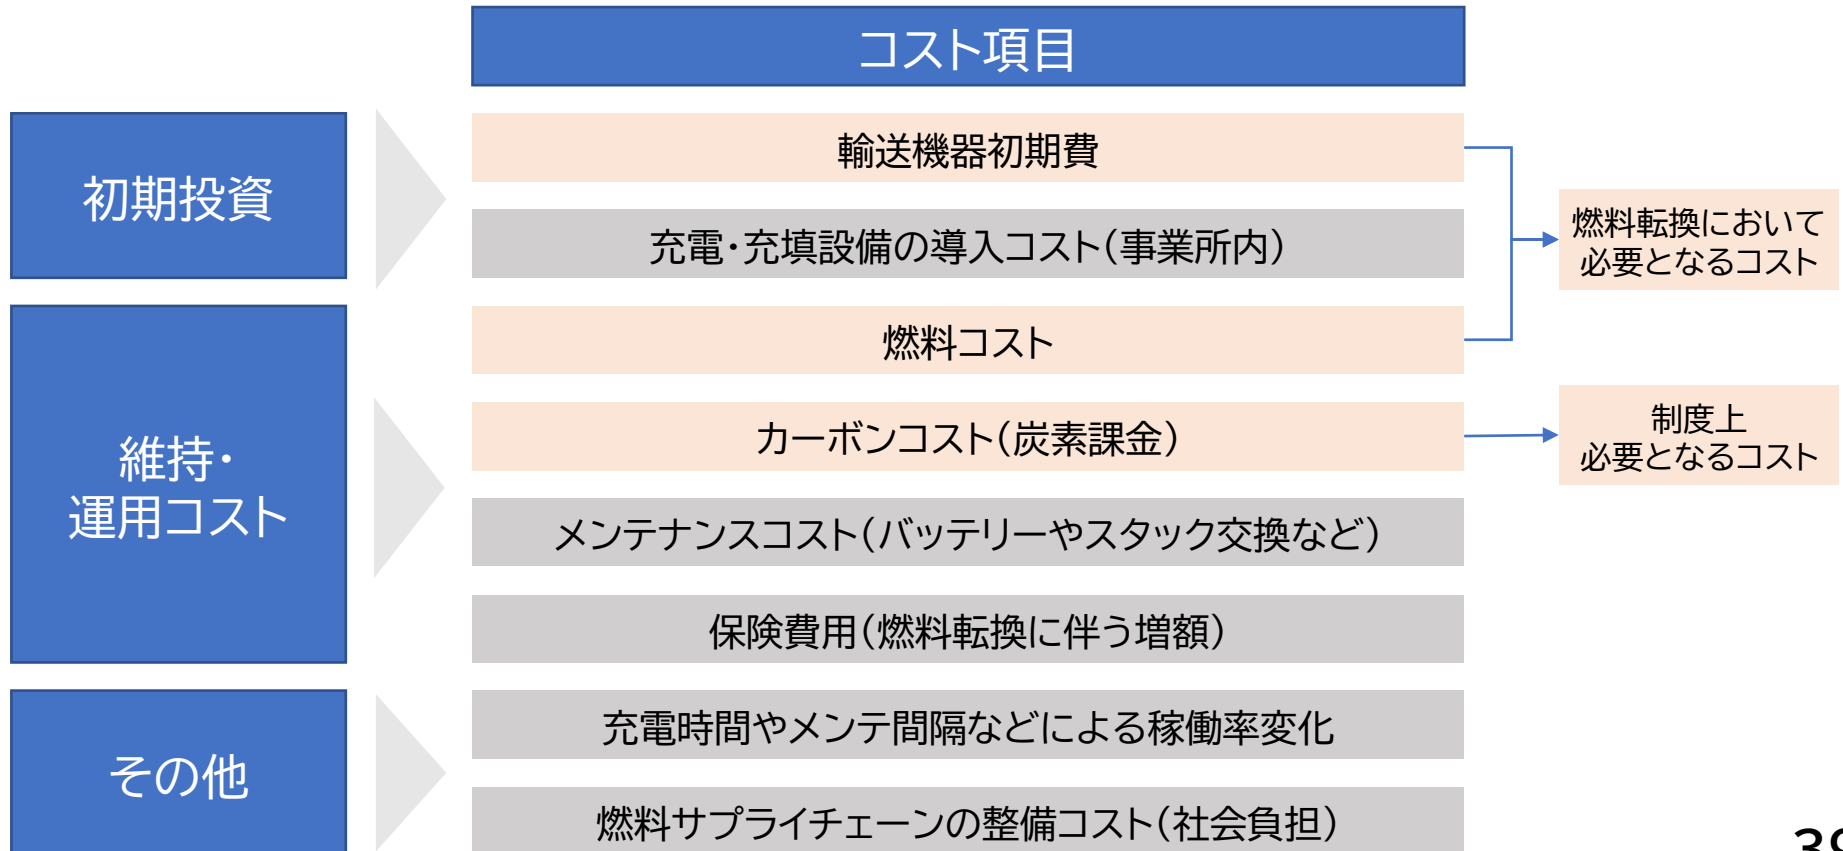 コスト項目
初期投資
輸送機器初期費
充電・充填設備の導入コスト（事業所内）
燃料転換において
必要となるコスト
維持・
運用コスト
燃料コスト
カーボンコスト（炭素課金）
制度上
必要となるコスト
メンテナンスコスト（バッテリーやスタック交換など）
保険費用（燃料転換に伴う増額）
その他
充電時間やメンテ間隔などによる稼働率変化
燃料サプライチェーンの整備コスト（社会負担）